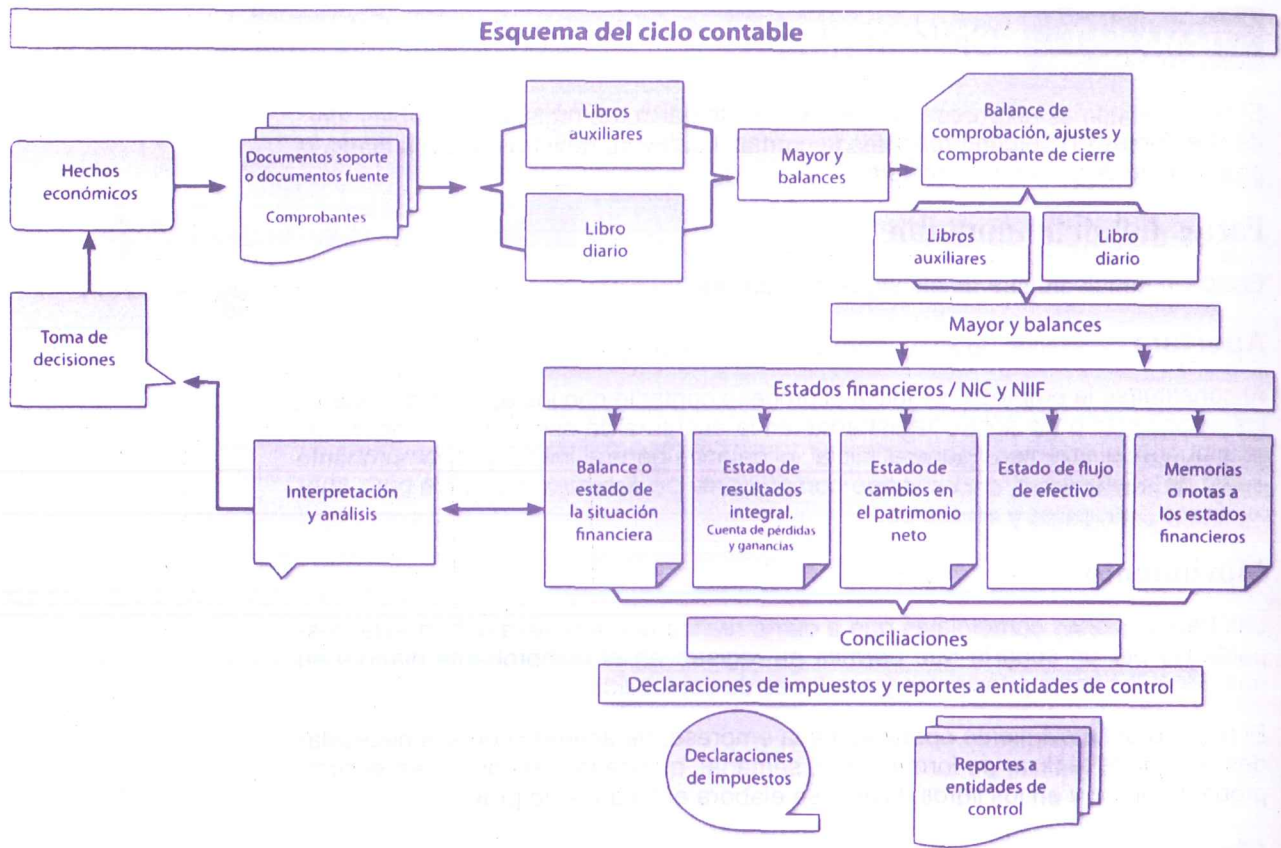 Esquema del ciclo contable
Hechos
económicos
Documentos soporte
o documentos fuente
Comprobantes
Libros
auxiliares
Libro
diario
Mayor y
balances
Balance de
comprobación, ajustes y
comprobante de cierre
Libros
auxiliares
Libro
diario
Mayor y balances
Toma de
decisiones
Estados financieros / NIC y NIIF
Interpretación
y análisis
Balance o
estado de
la situación
financiera
Estado de
resultados
integral.
Cuenta de pérdidas
y ganancias
Estado de
cambios en
el patrimonio
neto
Estado de flujo
de efectivo
Memorias
o notas a
los estados
financieros
Conciliaciones
Declaraciones de impuestos y reportes a entidades de control
Declaraciones
de impuestos
Reportes a
entidades de
control